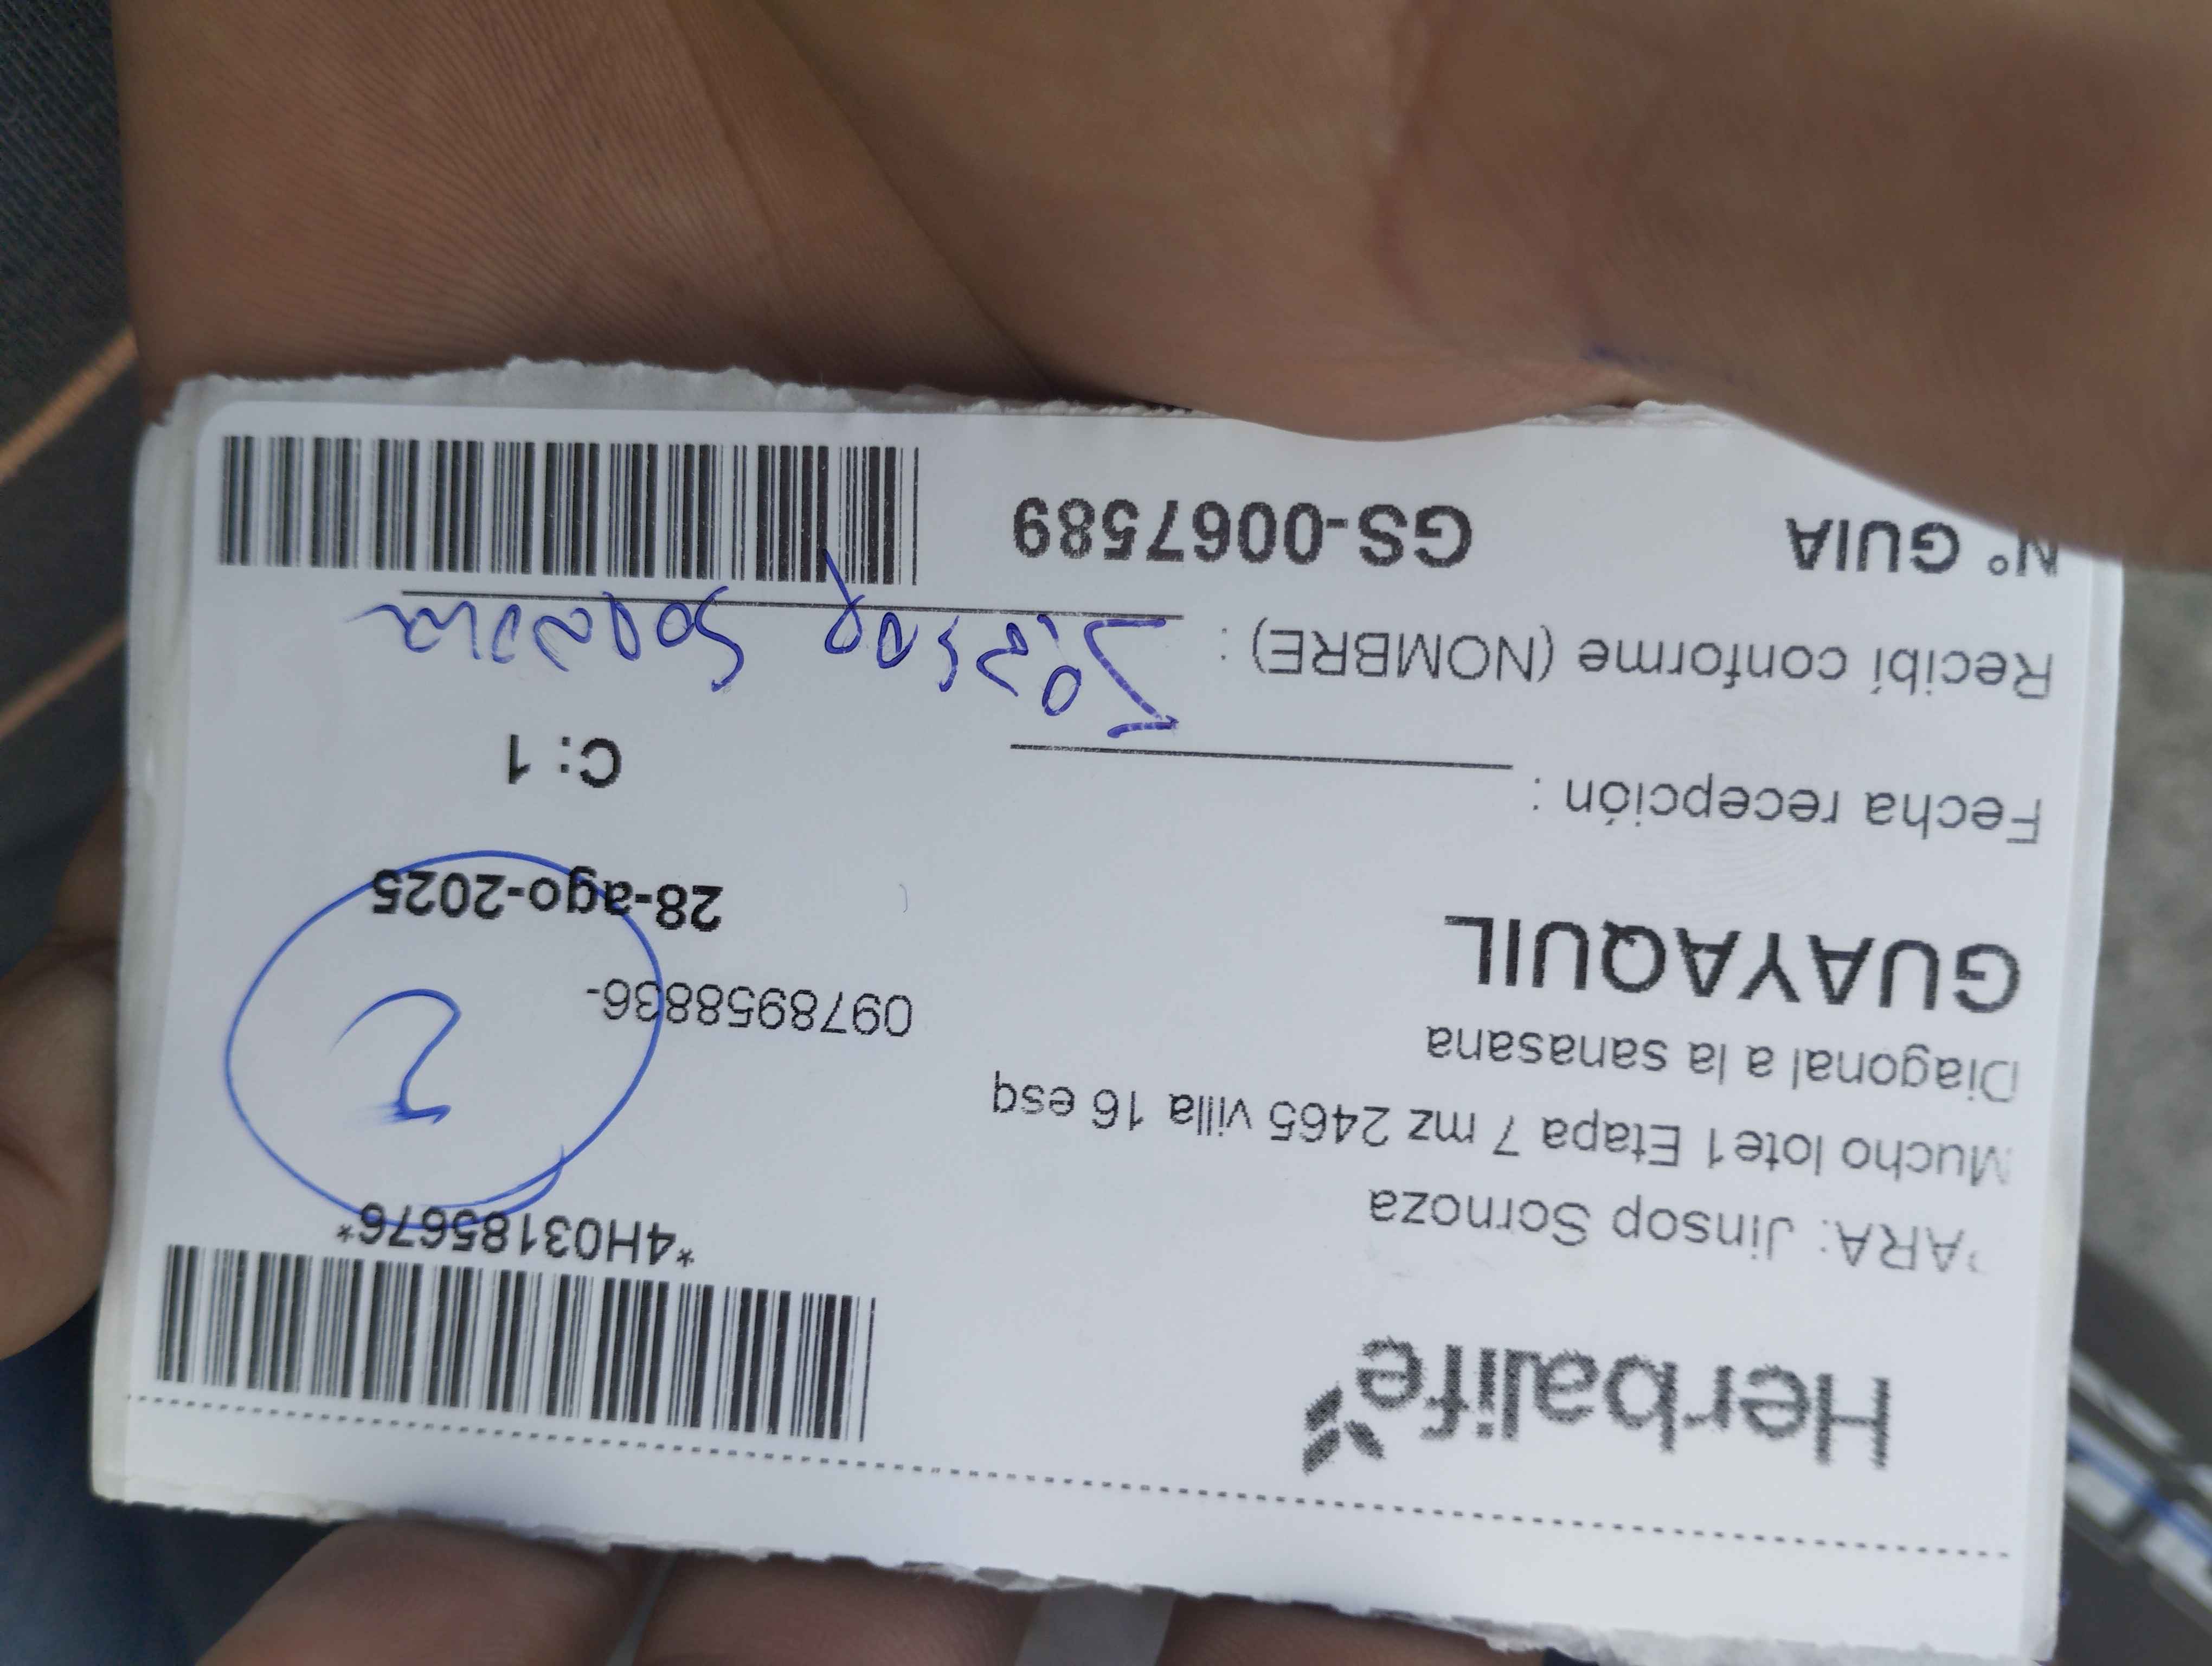 Herbalife
*4H03185676*
ARA: Jinsop Sornoza
Mucho lote1 Etapa 7 mz 2465 villa 16 esq
Diagonal a la sanasana
0978958836-
GUAYAQUIL
28-ago-2025
2
Fecha recepción :
C: 1
Recibí conforme (NOMBRE) : Jinsop
N° GUIA GS-0067589